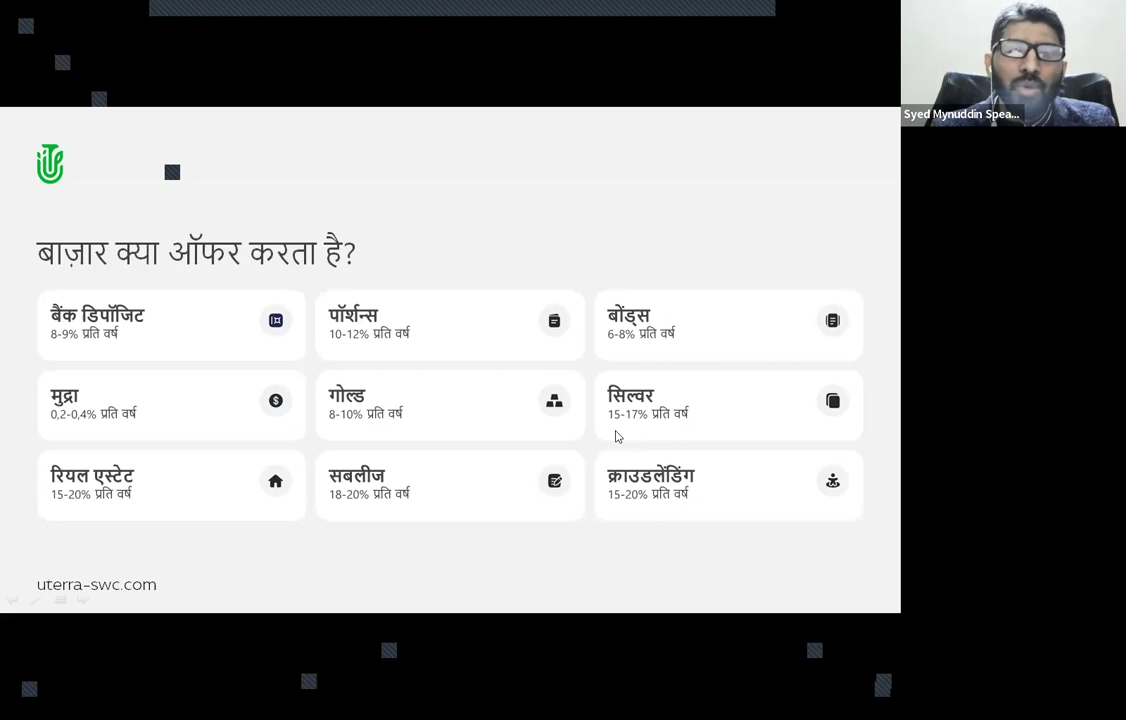 Syed Mynuddin Spea...
बाज़ार क्या ऑफर करता है?
बैंक डिपॉजिट
8-9% प्रति वर्ष
पॉर्शन्स
10-12% प्रति वर्ष
बोंड्स
6-8% प्रति वर्ष
मुद्रा
0,2-0,4% प्रति वर्ष
गोल्ड
8-10% प्रति वर्ष
सिल्वर
15-17% प्रति वर्ष
रियल एस्टेट
15-20% प्रति वर्ष
सबलीज
18-20% प्रति वर्ष
क्राउडलेंडिंग
15-20% प्रति वर्ष
uterra-swc.com